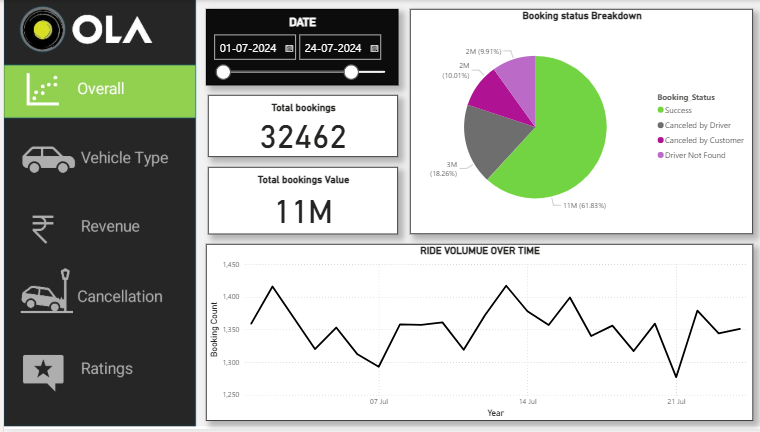 OLA
Overall
Vehicle Type
Revenue
Cancellation
Ratings
DATE
01-07-2024
24-07-2024
Total bookings
32462
Total bookings Value
11M
Booking status Breakdown
2M (9.91%)
2M
(10.01%)
3M
(18.26%)
11M (61.83%)
Booking_Status
Success
Canceled by Driver
Canceled by Customer
Driver Not Found
RIDE VOLUMUE OVER TIME
Booking Count
1,450
1,400
1,350
1,300
1,250
07 Jul
14 Jul
21 Jul
Year